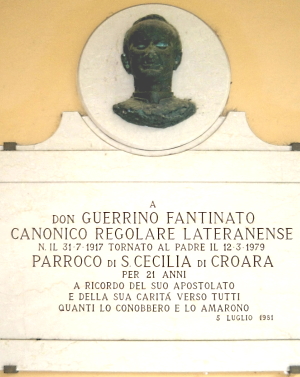 A
DON GUERRINO FANTINATO
CANONICO REGOLARE LATERANENSE
N. IL 31·7·1917 TORNATO AL PADRE IL 12·3·1979
PARROCO DI S. CECILIA DI CROARA
PER 21 ANNI
A RICORDO DEL SUO APOSTOLATO
E DELLA SUA CARITÁ VERSO TUTTI
QUANTI LO CONOBBERO E LO AMARONO
5 LUGLIO 1981